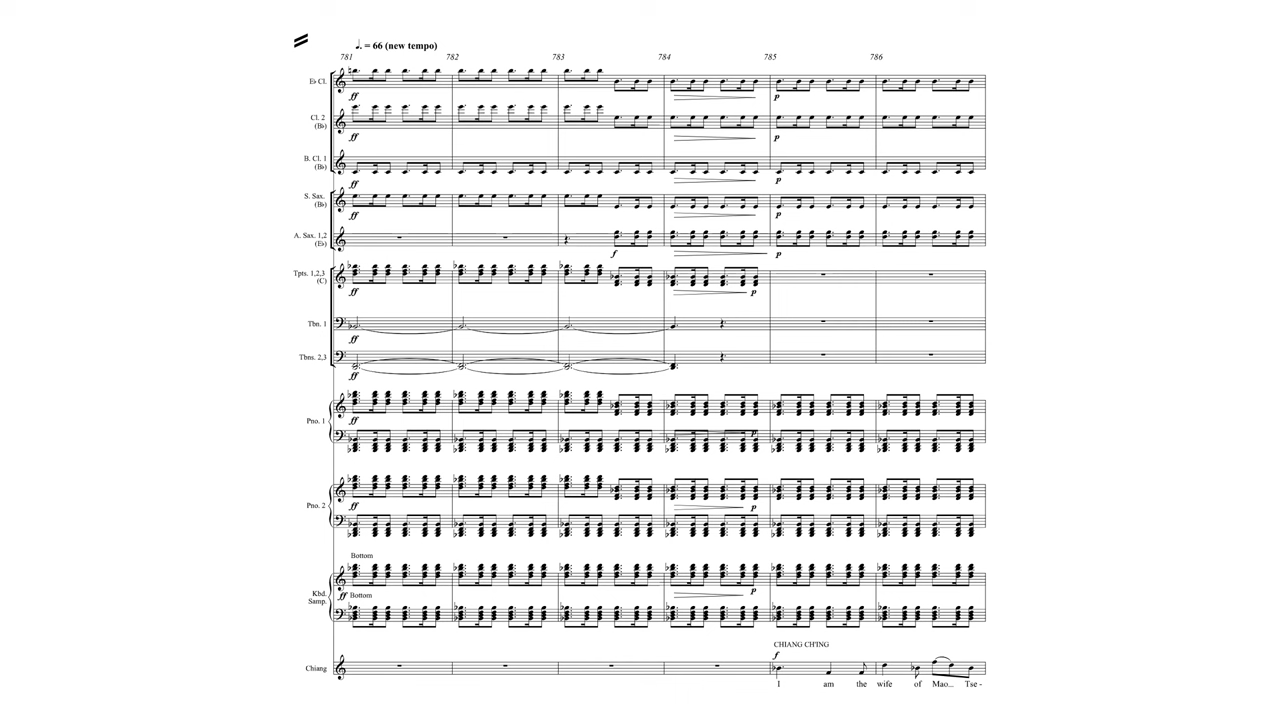 ♩. = 66 (new tempo)
781 782 783 784 785 786
E♭ Cl.
ff p
Cl. 2
(B♭)
ff p
B. Cl. 1
(B♭)
ff p
S. Sax.
(B♭)
ff p
A. Sax. 1,2
(E♭)
f p
Tpts. 1,2,3
(C)
ff p
Tbn. 1
ff
Tbns. 2,3
ff
Pno. 1
ff p
Pno. 2
ff p
Bottom
Kbd.
Samp.
ff Bottom p
CHIANG CH'ING
f
Chiang
I am the wife of Mao... Tse -